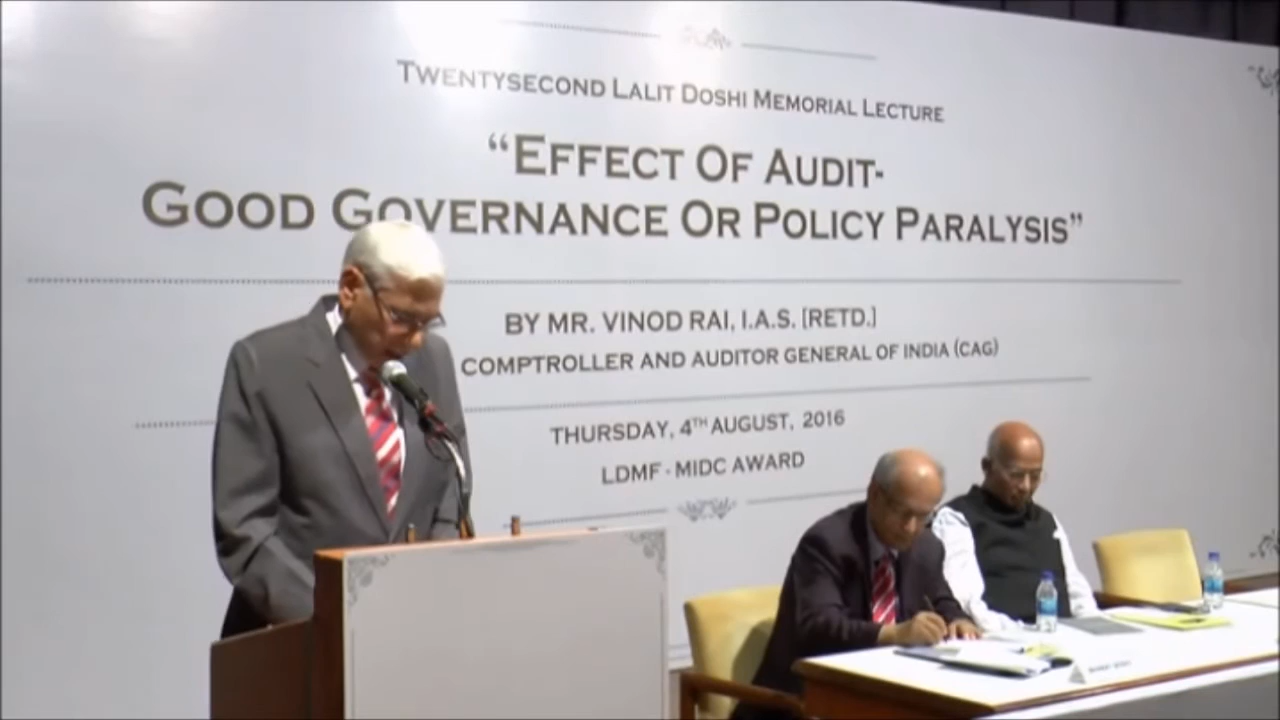 TWENTYSECOND LALIT DOSHI MEMORIAL LECTURE
“EFFECT OF AUDIT-
GOOD GOVERNANCE OR POLICY PARALYSIS”
BY MR. VINOD RAI, I.A.S. [RETD.]
COMPTROLLER AND AUDITOR GENERAL OF INDIA (CAG)
THURSDAY, 4TH AUGUST, 2016
LDMF - MIDC AWARD